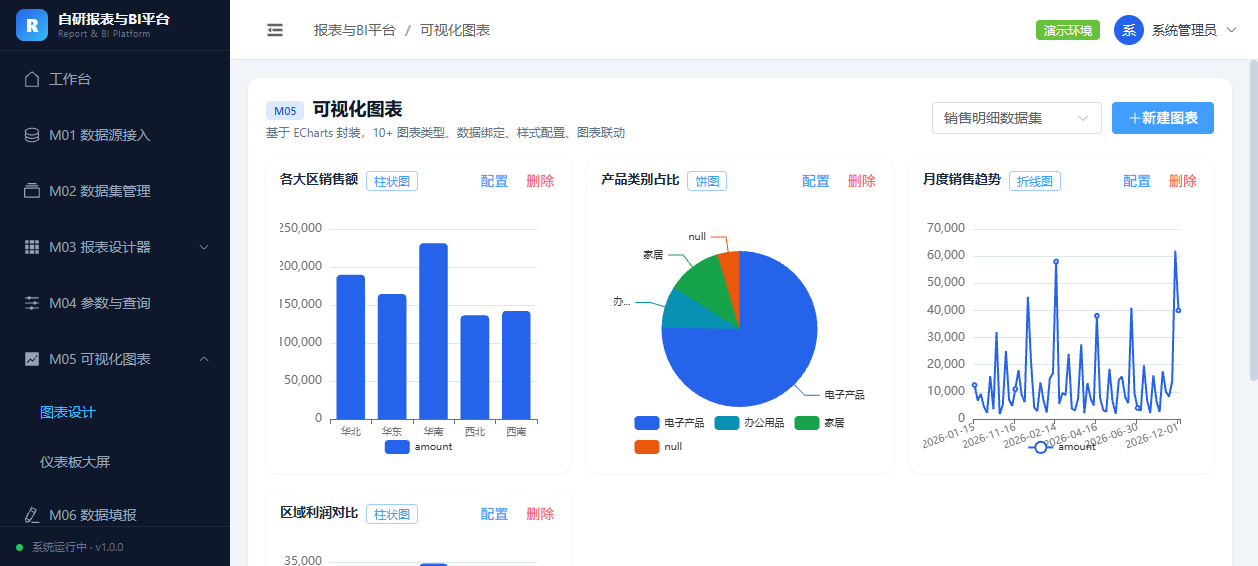 R
自研报表与BI平台
Report & BI Platform
工作台
M01 数据源接入
M02 数据集管理
M03 报表设计器
M04 参数与查询
M05 可视化图表
图表设计
仪表板大屏
M06 数据填报
系统运行中 · v1.0.0
报表与BI平台 / 可视化图表
演示环境
系 系统管理员
M05 可视化图表
基于 ECharts 封装，10+ 图表类型、数据绑定、样式配置、图表联动
销售明细数据集
+新建图表
各大区销售额 柱状图 配置 删除
250,000
200,000
150,000
100,000
50,000
0
华北 华东 华南 西北 西南
amount
产品类别占比 饼图 配置 删除
null
家居
办...
电子产品
电子产品 办公用品 家居
null
月度销售趋势 折线图 配置 删除
70,000
60,000
50,000
40,000
30,000
20,000
10,000
0
2026-01-15 2026-11-16 2026-02-14 2026-04-16 2026-06-30 2026-12-01
amount
区域利润对比 柱状图 配置 删除
35,000